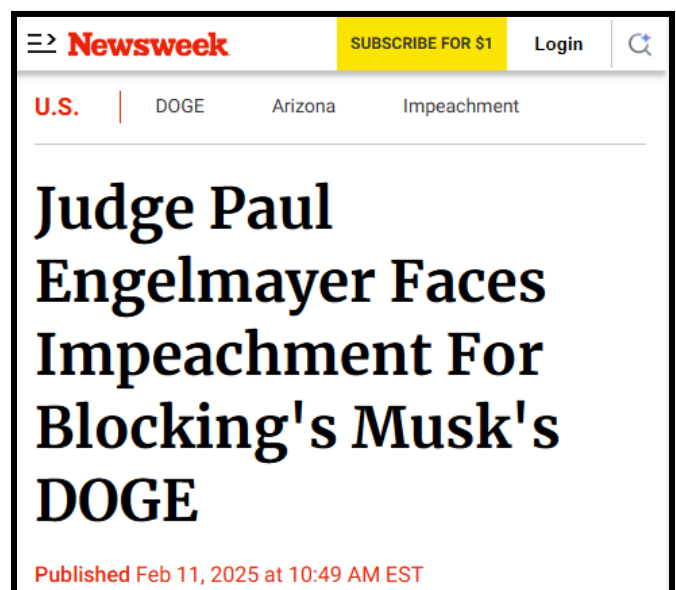 Newsweek SUBSCRIBE FOR $1 Login
U.S. DOGE Arizona Impeachment
Judge Paul
Engelmayer Faces
Impeachment For
Blocking's Musk's
DOGE
Published Feb 11, 2025 at 10:49 AM EST